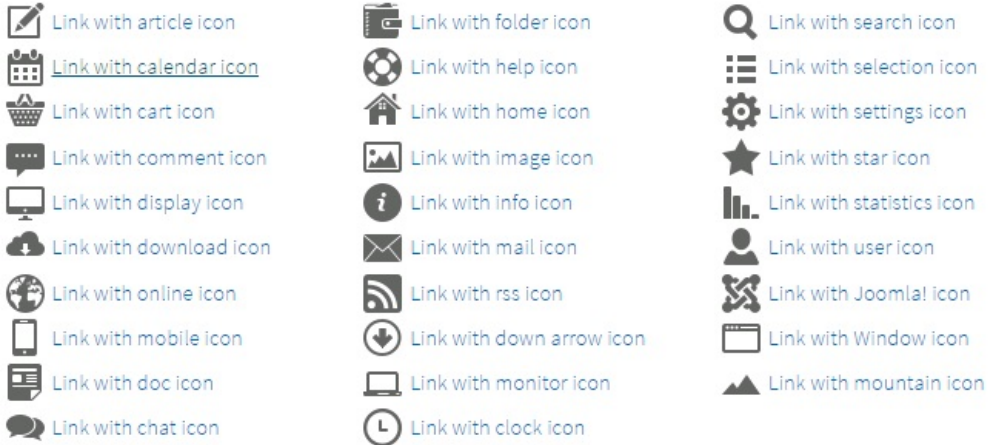 Link with article icon
Link with calendar icon
Link with cart icon
Link with comment icon
Link with display icon
Link with download icon
Link with online icon
Link with mobile icon
Link with doc icon
Link with chat icon
Link with folder icon
Link with help icon
Link with home icon
Link with image icon
Link with info icon
Link with mail icon
Link with rss icon
Link with down arrow icon
Link with monitor icon
Link with clock icon
Link with search icon
Link with selection icon
Link with settings icon
Link with star icon
Link with statistics icon
Link with user icon
Link with Joomla! icon
Link with Window icon
Link with mountain icon